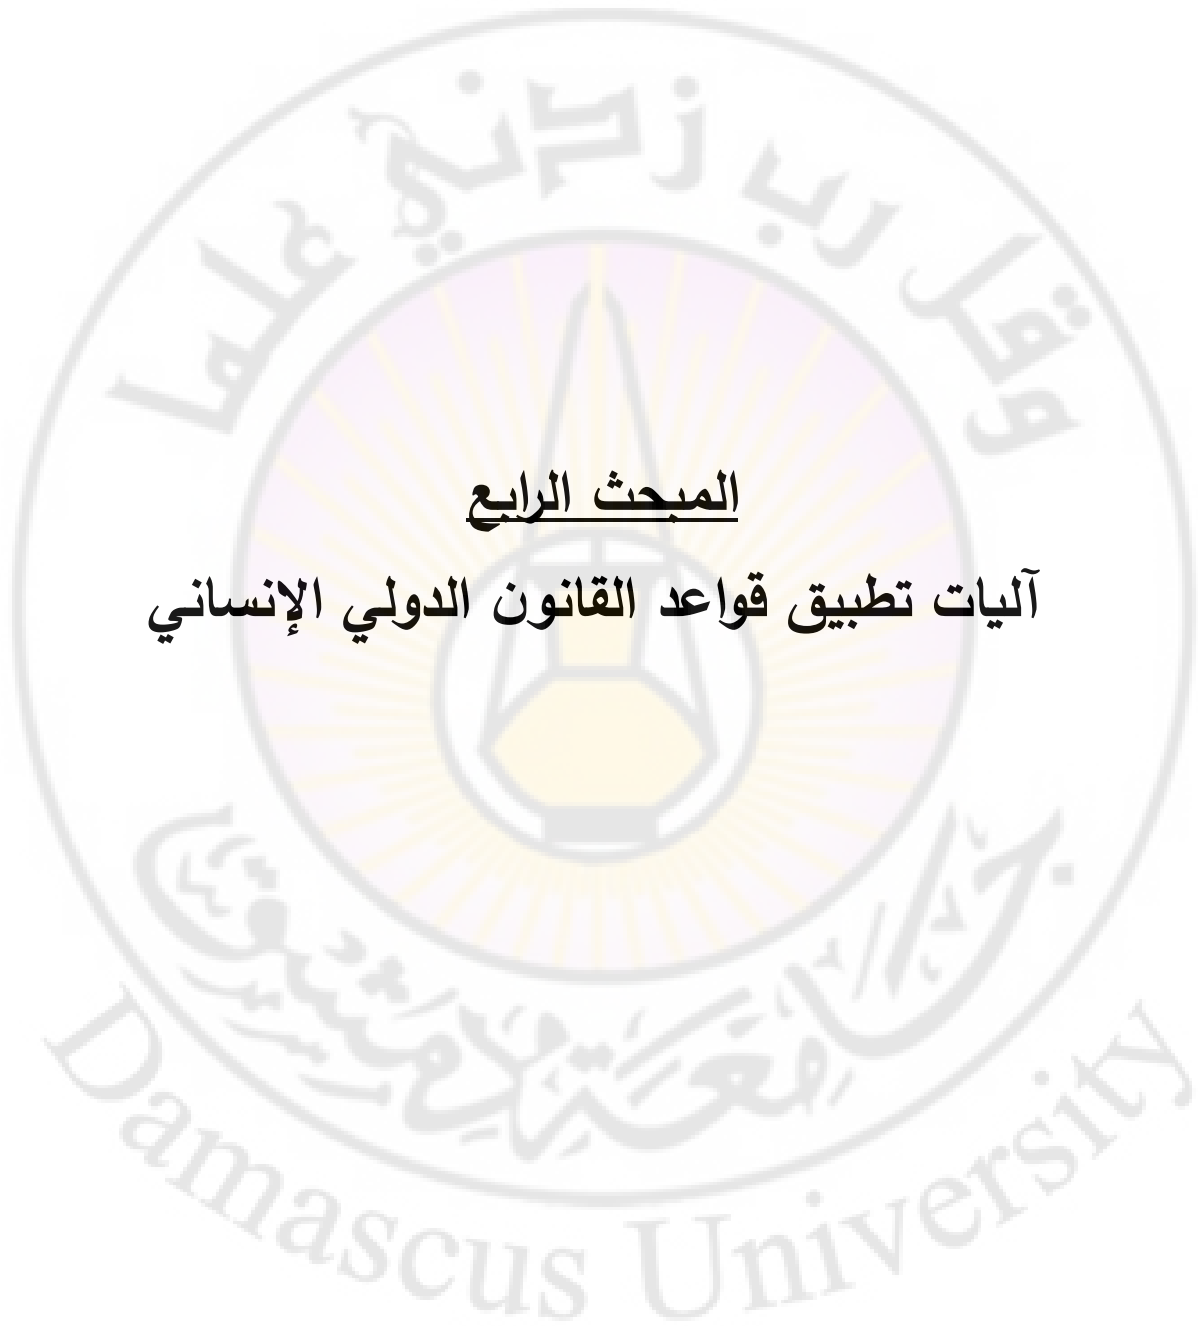 وقل رب زدني علما
المبحث الرابع
آليات تطبيق قواعد القانون الدولي الإنساني
جامعة دمشق
Damascus University